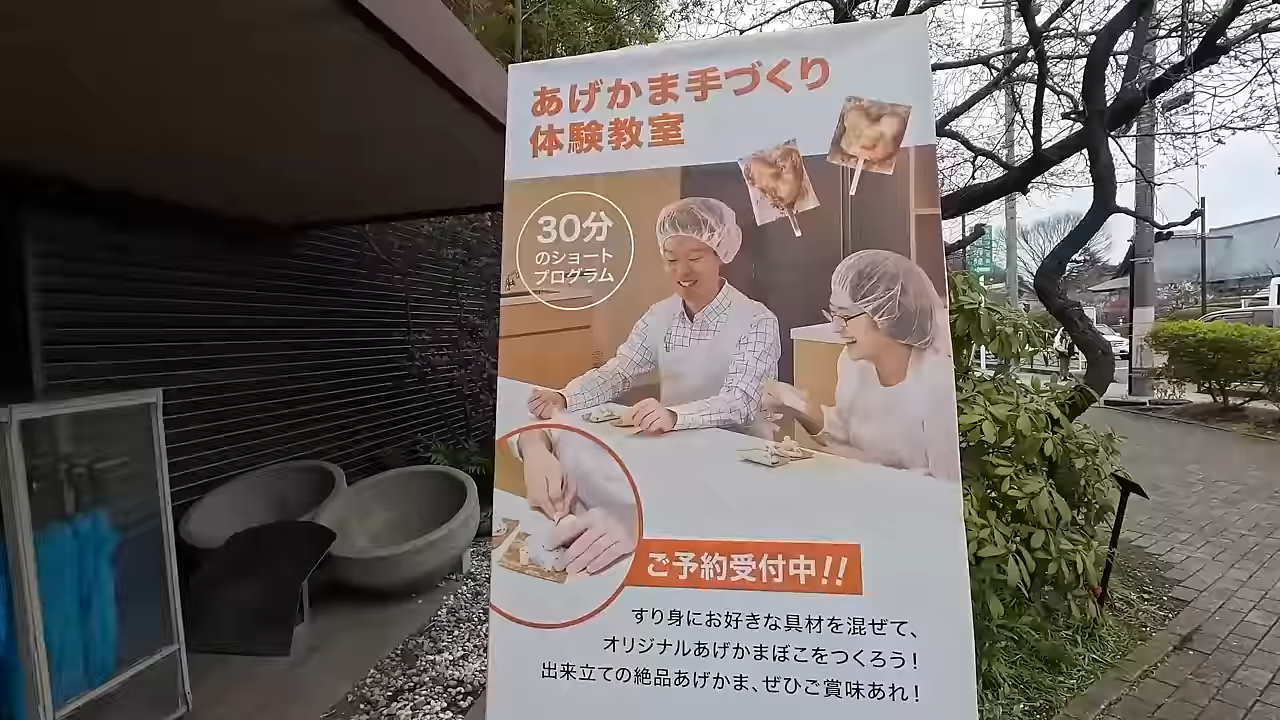 あげかま手づくり
体験教室
30分
のショート
プログラム
ご予約受付中!!
すり身にお好きな具材を混ぜて、
オリジナルあげかまぼこをつくろう!
出来立ての絶品あげかま、ぜひご賞味あれ!